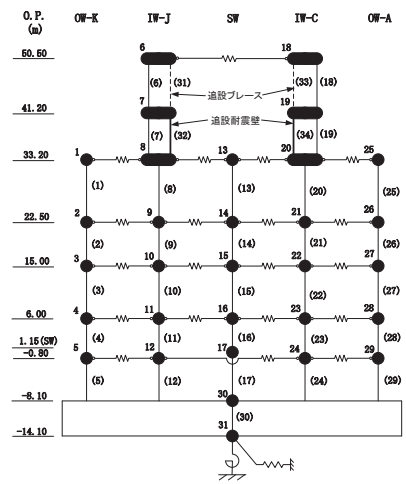 O.P.
(m)
OW-K IW-J SW IW-C OW-A
50.50
6 18
(6) (31) (33) (18)
追設ブレース
41.20
7 19
追設耐震壁
(7) (32) (34) (19)
33.20
1 8 13 20 25
(1) (8) (13) (20) (25)
22.50
2 9 14 21 26
(2) (9) (14) (21) (26)
15.00
3 10 15 22 27
(3) (10) (15) (22) (27)
6.00
4 11 16 23 28
(4) (11) (16) (23) (28)
1.15(SW)
-0.80
5 12 17 24 29
(5) (12) (17) (24) (29)
-8.10
30
(30)
-14.10
31